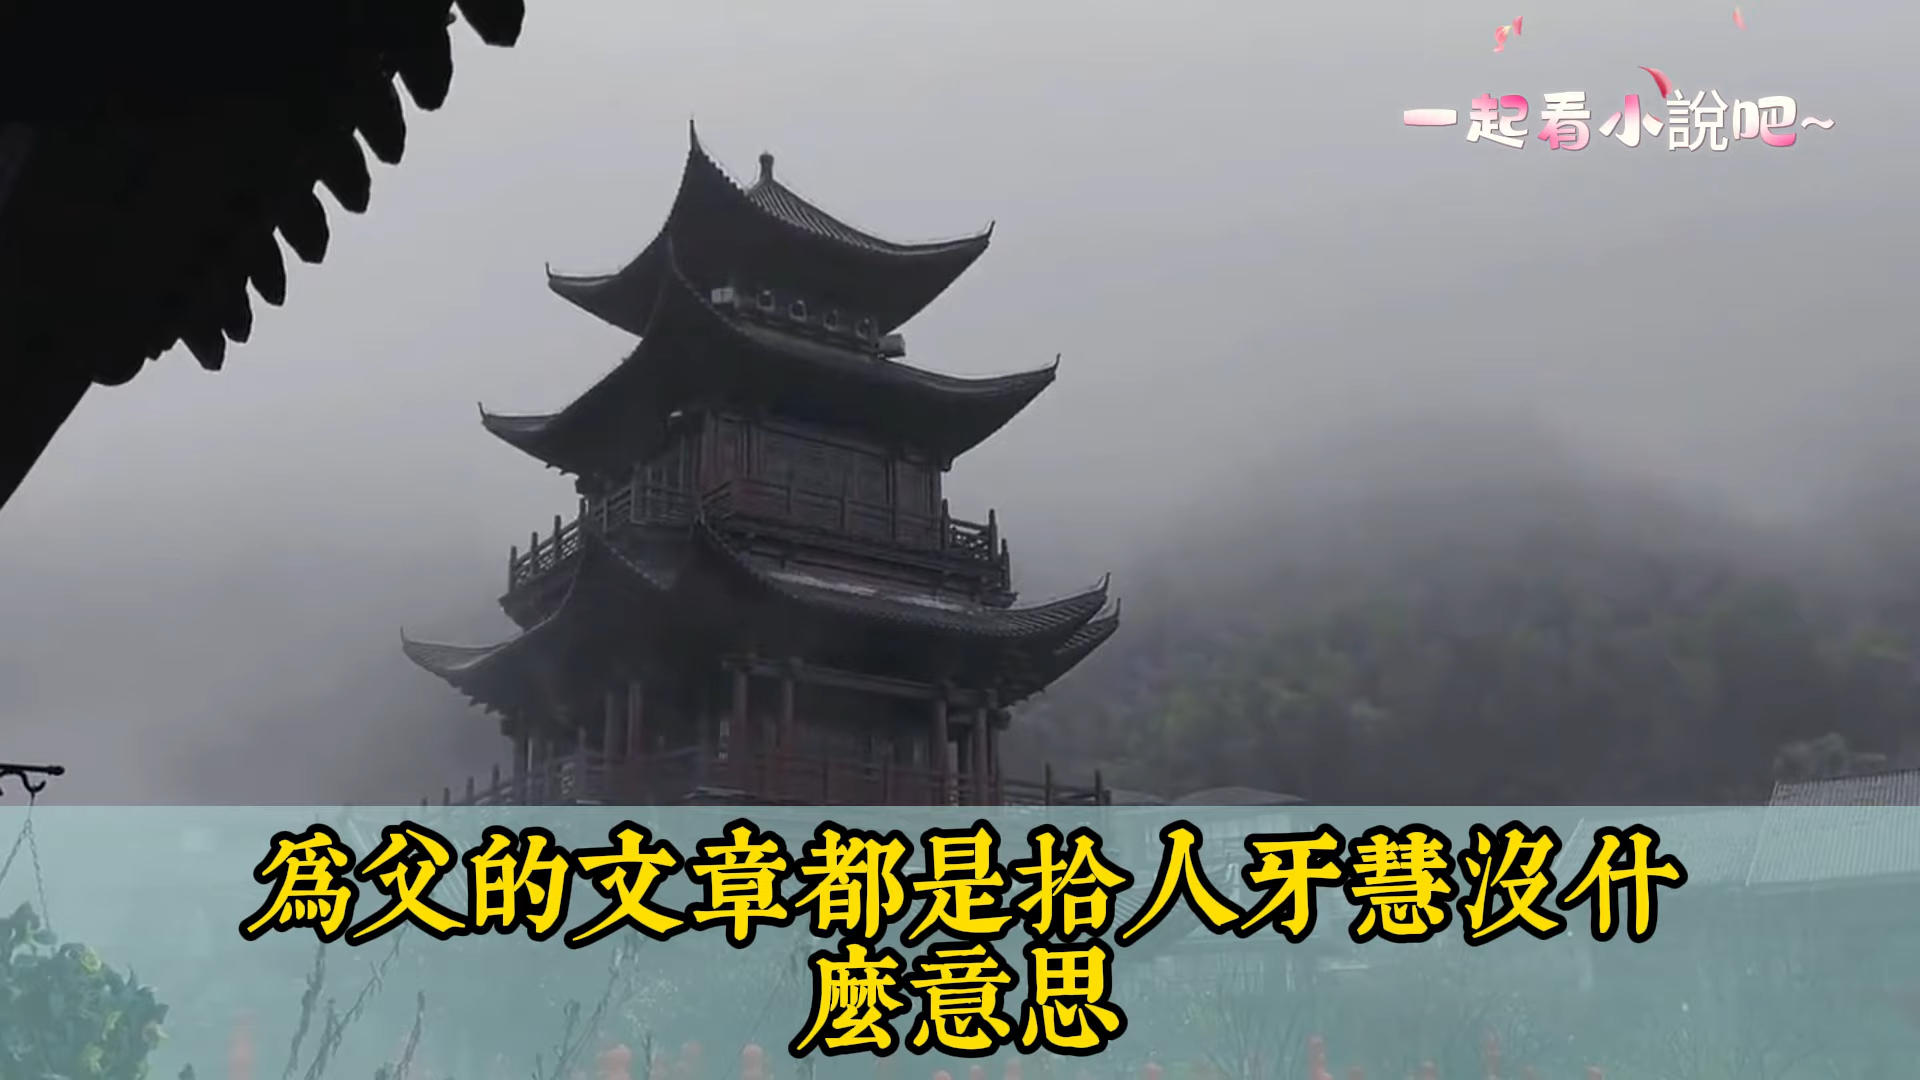 一起看小說吧~
爲父的文章都是拾人牙慧沒什
麼意思